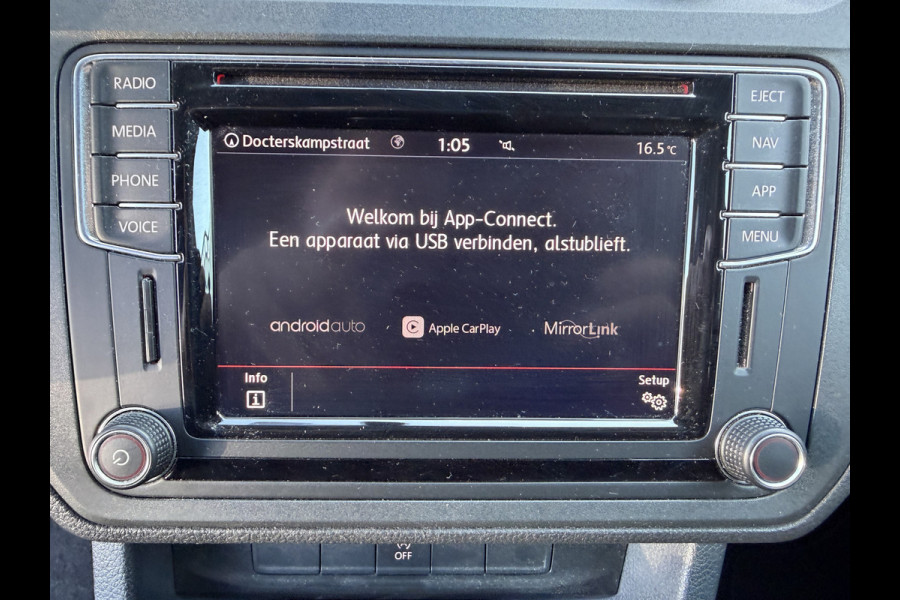 RADIO
MEDIA
PHONE
VOICE
EJECT
NAV
APP
MENU
Docterskampstraat 1:05 16.5°C
Welkom bij App-Connect.
Een apparaat via USB verbinden, alstublieft.
androidauto Apple CarPlay MirrorLink
Info Setup
i
OFF